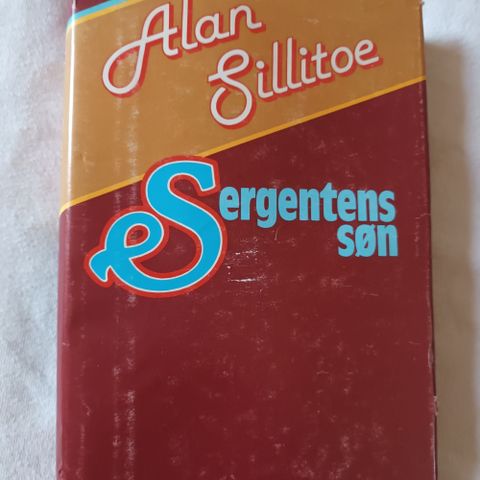 Alan
Sillitoe
Sergentens
søn